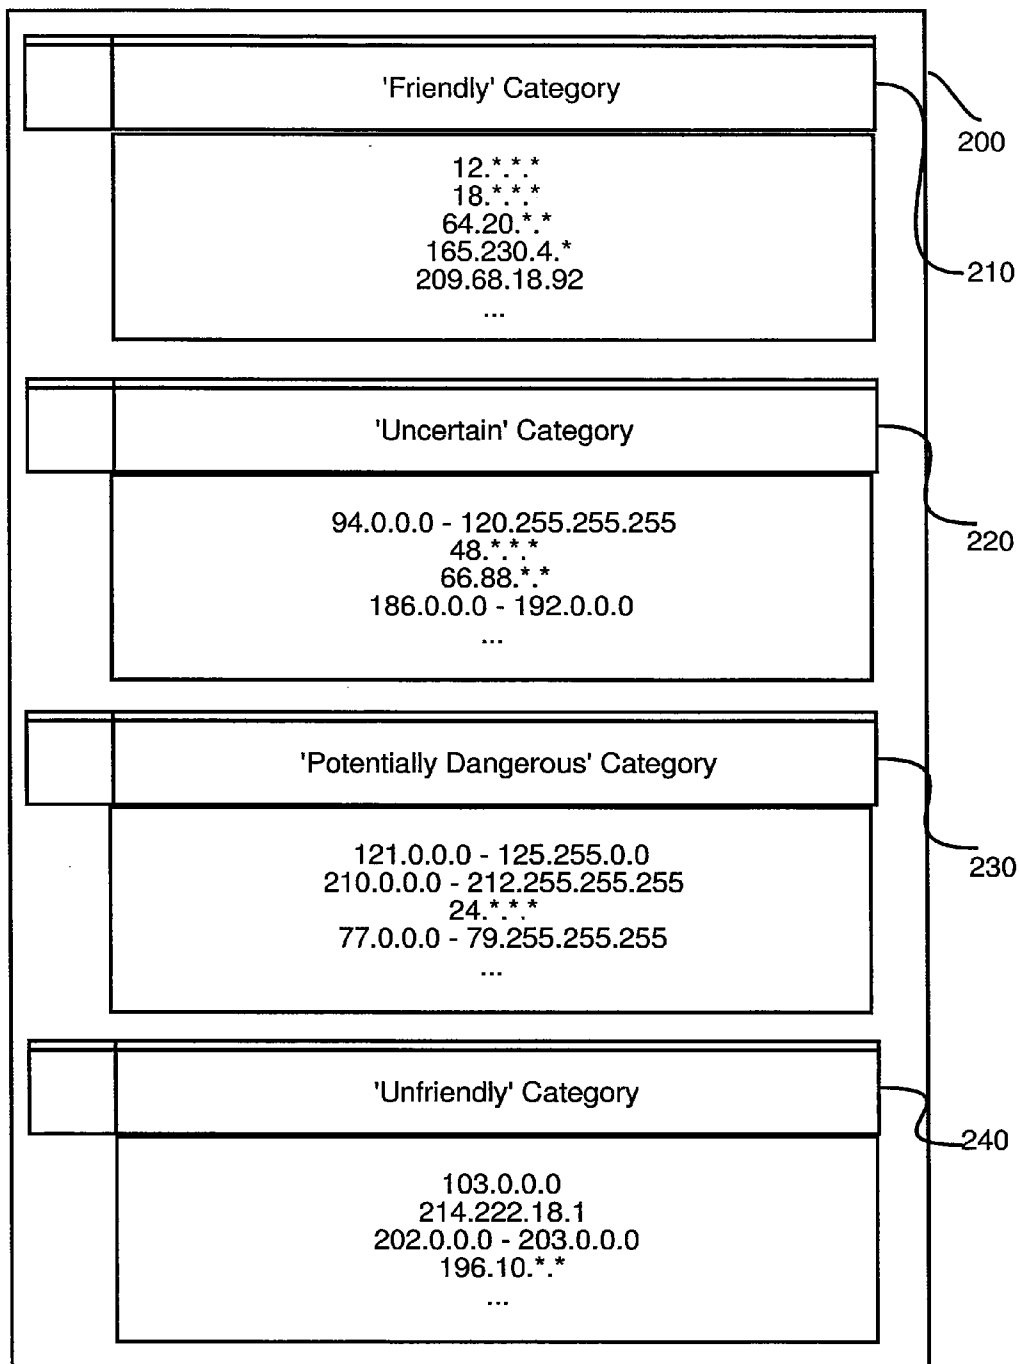 'Friendly' Category
200
12.*.*.*
18.*.*.*
64.20.*.*
165.230.4.*
209.68.18.92
...
210
'Uncertain' Category
220
94.0.0.0 - 120.255.255.255
48.*.*.*
66.88.*.*
186.0.0.0 - 192.0.0.0
...
'Potentially Dangerous' Category
230
121.0.0.0 - 125.255.0.0
210.0.0.0 - 212.255.255.255
24.*.*.*
77.0.0.0 - 79.255.255.255
...
'Unfriendly' Category
240
103.0.0.0
214.222.18.1
202.0.0.0 - 203.0.0.0
196.10.*.*
...